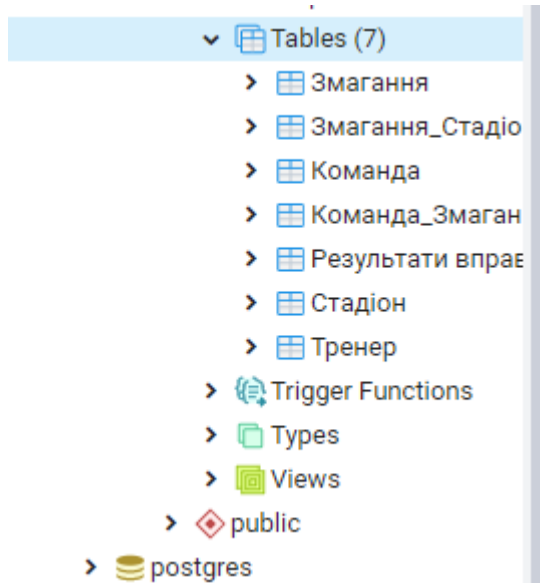 Tables (7)
Змагання
Змагання_Стадіо
Команда
Команда_Змаган
Результати вправ
Стадіон
Тренер
Trigger Functions
Types
Views
public
postgres